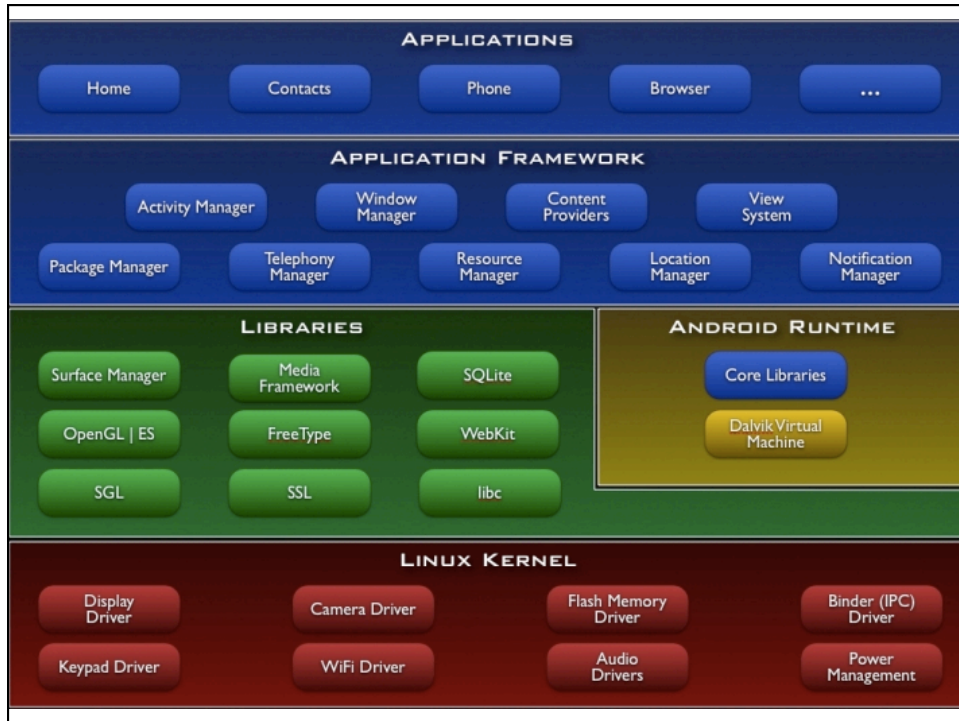 APPLICATIONS
Home
Contacts
Phone
Browser
...
APPLICATION FRAMEWORK
Activity Manager
Window
Manager
Content
Providers
View
System
Package Manager
Telephony
Manager
Resource
Manager
Location
Manager
Notification
Manager
LIBRARIES
Surface Manager
Media
Framework
SQLite
OpenGL | ES
FreeType
WebKit
SGL
SSL
libc
ANDROID RUNTIME
Core Libraries
Dalvik Virtual
Machine
LINUX KERNEL
Display
Driver
Camera Driver
Flash Memory
Driver
Binder (IPC)
Driver
Keypad Driver
WiFi Driver
Audio
Drivers
Power
Management